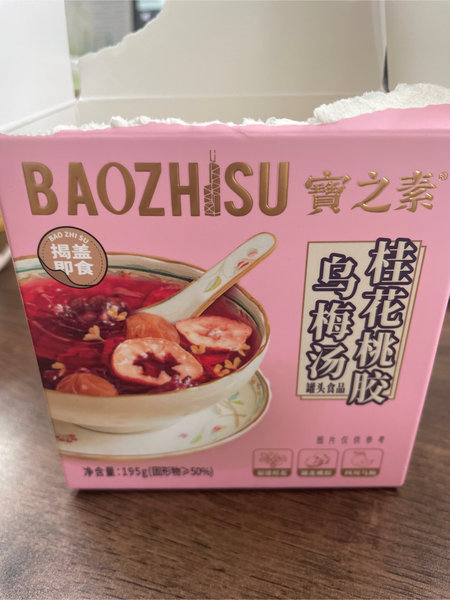 BAOZHISU 寶之素®
BAO ZHI SU
揭盖
即食
桂花桃胶
乌梅汤
罐头食品
图片仅供参考
净含量:195g(固形物≥50%)